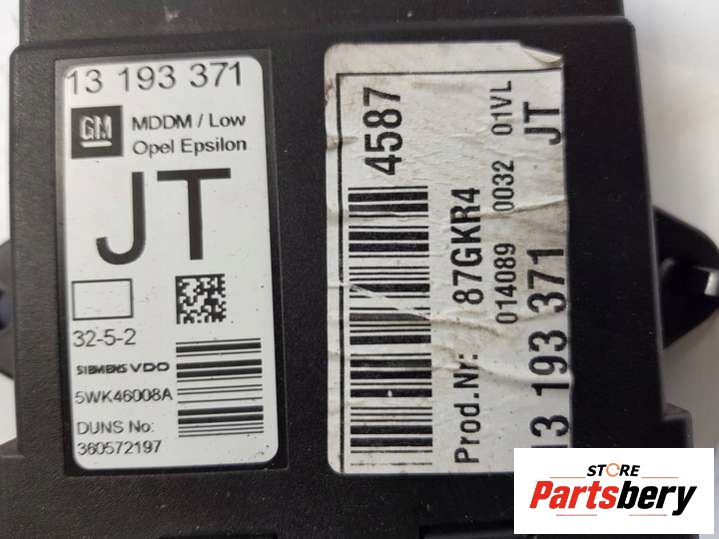 13 193 371
GM
MDDM / Low
Opel Epsilon
JT
32-5-2
SIEMENS VDO
5WK46008A
DUNS No:
360572197
4587
Prod.Nr: 87GKR4
014089 0032 01VL
13 193 371 JT
STORE
Partsbery